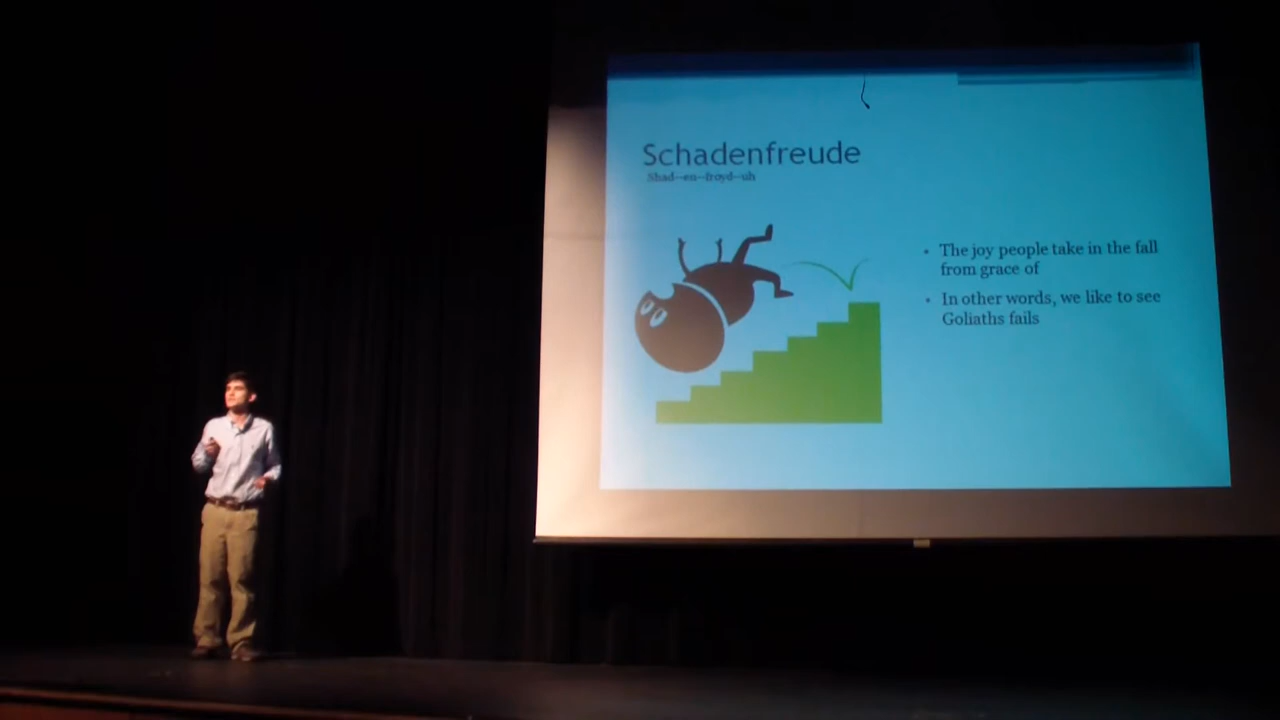 Schadenfreude
Shad--en--froyd--uh
• The joy people take in the fall
from grace of
• In other words, we like to see
Goliaths fails